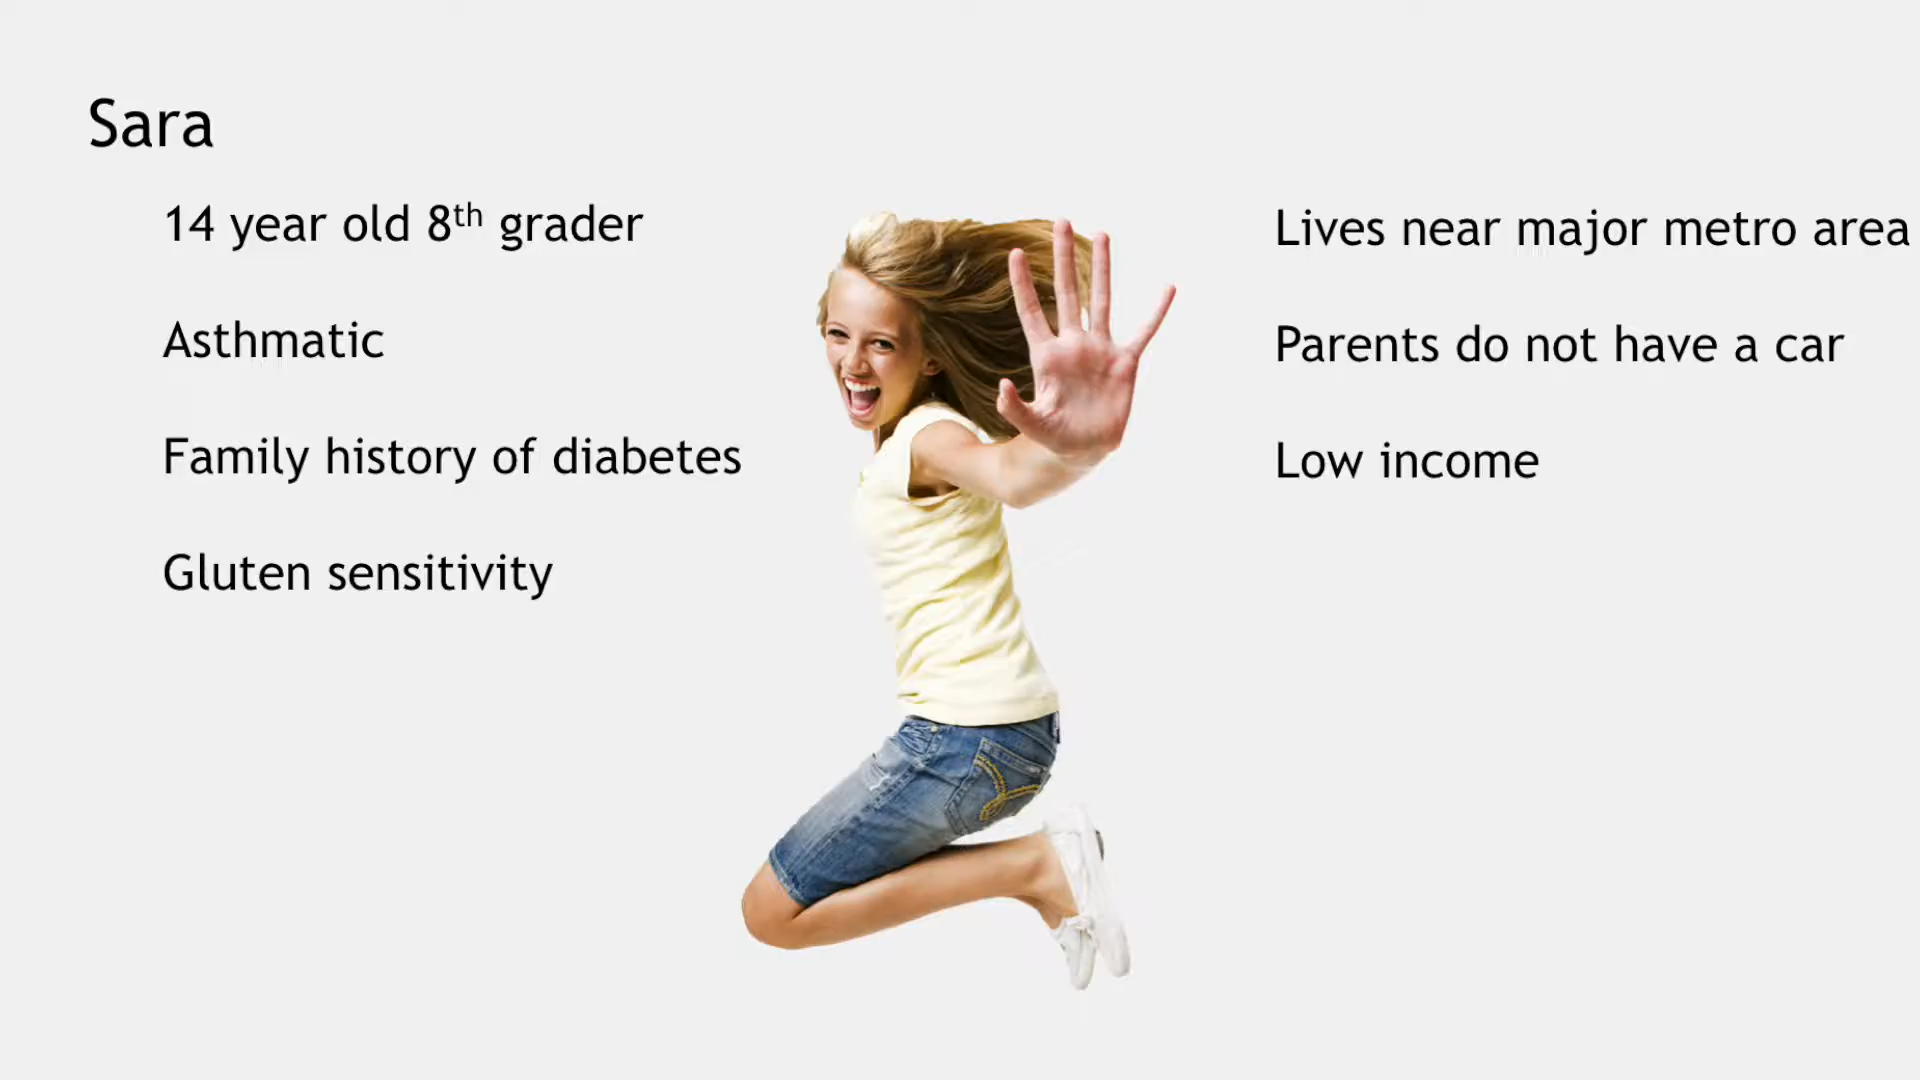 Sara
14 year old 8th grader
Asthmatic
Family history of diabetes
Gluten sensitivity
Lives near major metro area
Parents do not have a car
Low income